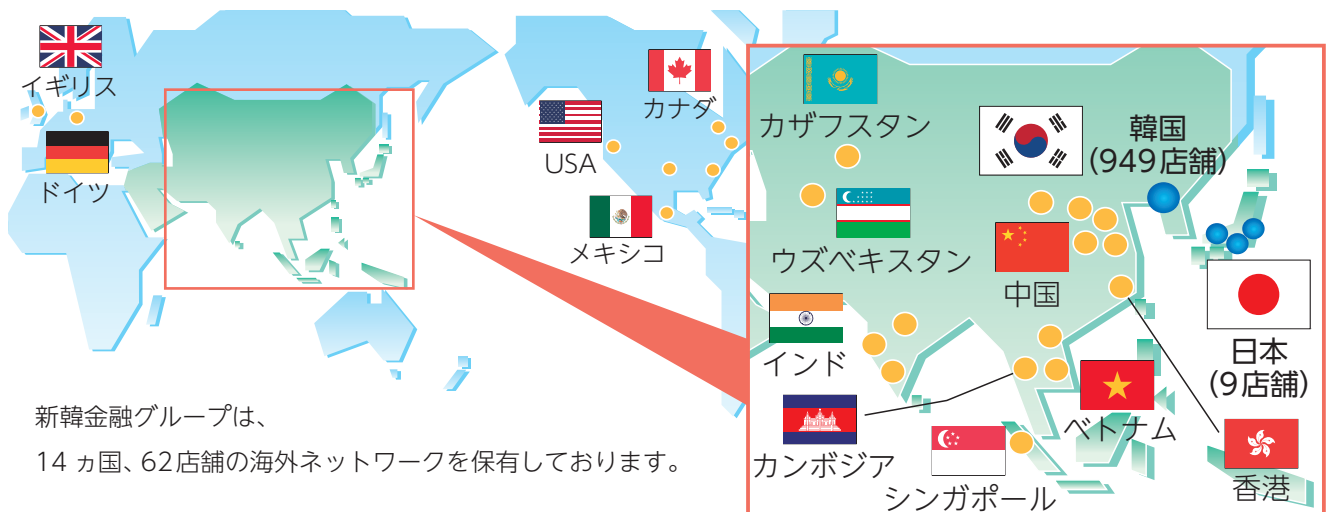 イギリス
ドイツ
USA
カナダ
メキシコ
カザフスタン
韓国
(949店舗)
ウズベキスタン
中国
インド
日本
(9店舗)
カンボジア
ベトナム
シンガポール
香港
新韓金融グループは、
14 ヵ国、62店舗の海外ネットワークを保有しております。